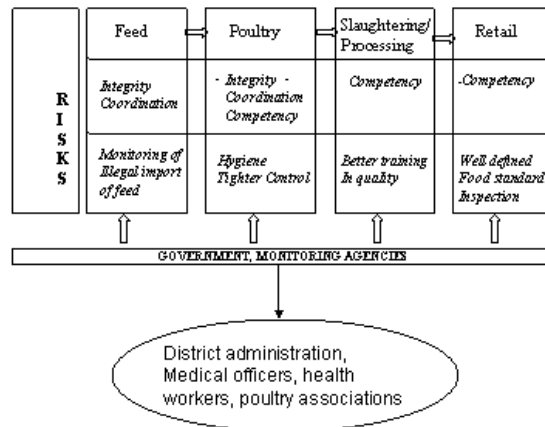 Feed
Poultry
Slaughtering/
Processing
Retail
RISKS
Integrity
Coordination
- Integrity -
Coordination
Competency
Competency
-Competency
Monitoring of
Illegal import
of feed
Hygiene
Tighter Control
Better training
In quality
Well defined
Food standard
Inspection
GOVERNMENT, MONITORING AGENCIES
District administration,
Medical officers, health
workers, poultry associations